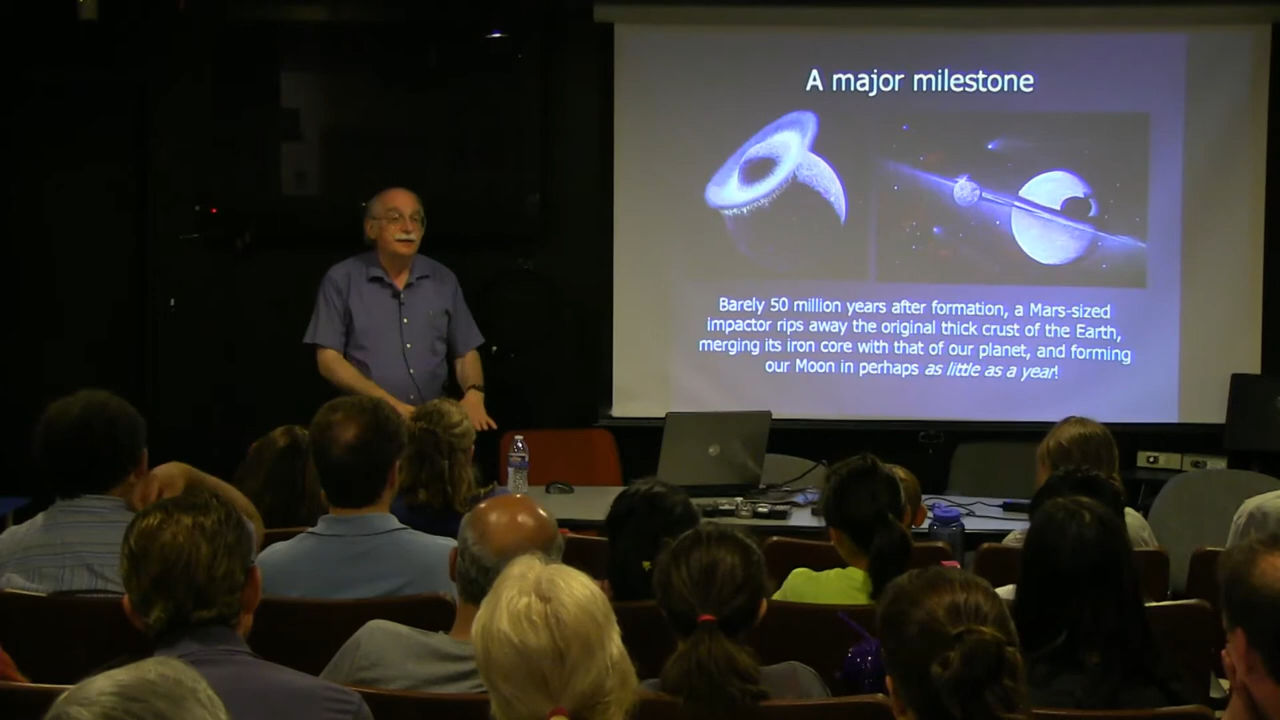 A major milestone
Barely 50 million years after formation, a Mars-sized
impactor rips away the original thick crust of the Earth,
merging its iron core with that of our planet, and forming
our Moon in perhaps as little as a year!